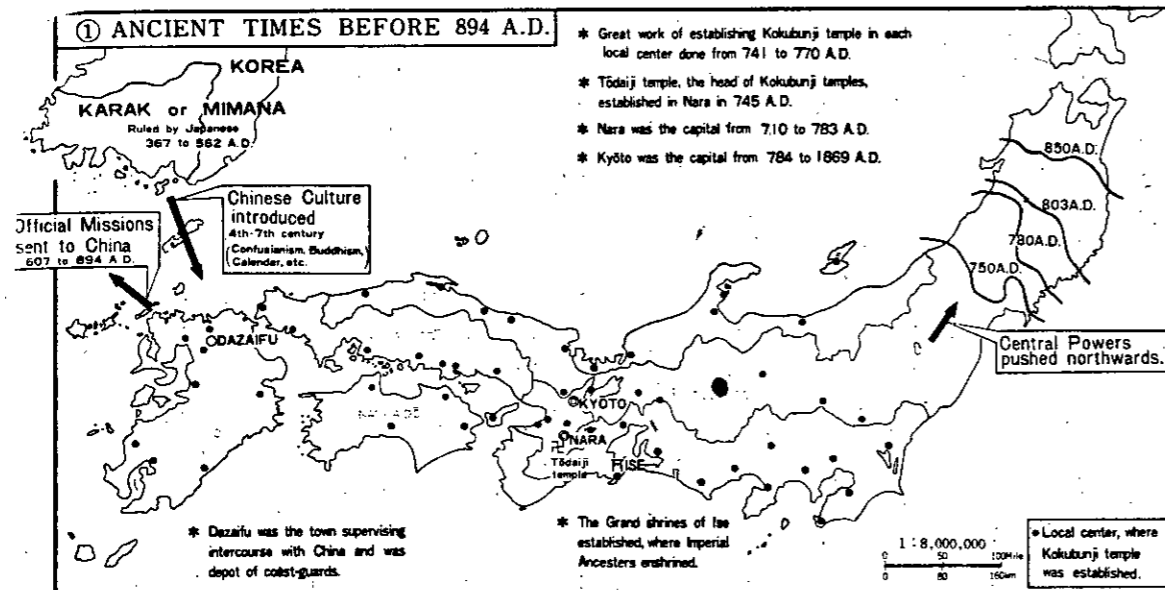 ① ANCIENT TIMES BEFORE 894 A.D.
* Great work of establishing Kokubunji temple in each
local center done from 741 to 770 A.D.
* Tōdaiji temple, the head of Kokubunji temples,
established in Nara in 745 A.D.
* Nara was the capital from 710 to 783 A.D.
* Kyōto was the capital from 784 to 1869 A.D.
KOREA
KARAK or MIMANA
Ruled by Japanese
367 to 562 A.D.
Chinese Culture
introduced
4th-7th century
(Confusianism, Buddhism,
Calender, etc.)
Official Missions
sent to China
607 to 894 A.D.
850A.D.
803A.D.
780A.D.
750A.D.
Central Powers
pushed northwards.
DAZAIFU
KYŌTO
NARA
卍
Tōdaiji
temple
ISE
* Dazaifu was the town supervising
intercourse with China and was
depot of coast-guards.
* The Grand shrines of Ise
established, where Imperial
Ancesters enshrined.
1 : 8,000,000
0 50 100Mile
0 80 160km
• Local center, where
Kokubunji temple
was established.